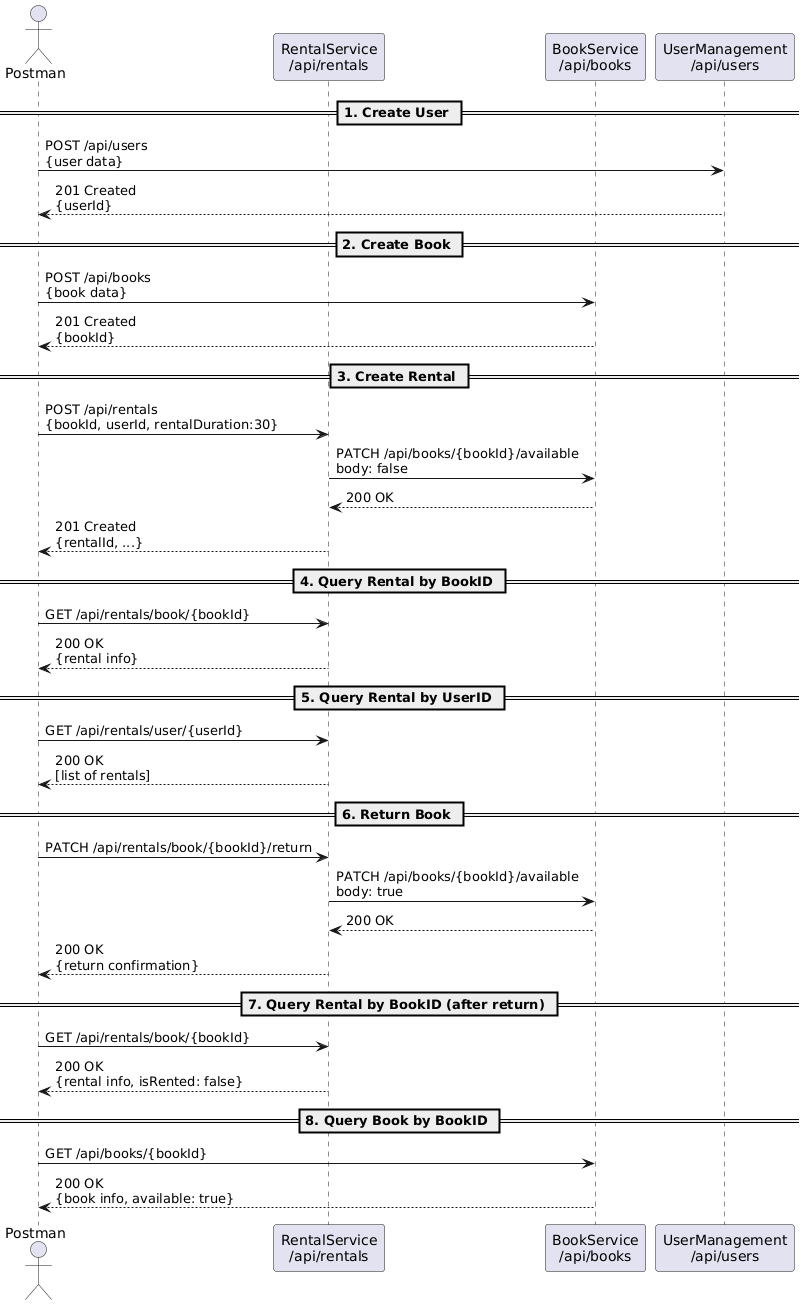 Postman
RentalService
/api/rentals
BookService
/api/books
UserManagement
/api/users
1. Create User
POST /api/users
{user data}
201 Created
{userId}
2. Create Book
POST /api/books
{book data}
201 Created
{bookId}
3. Create Rental
POST /api/rentals
{bookId, userId, rentalDuration:30}
PATCH /api/books/{bookId}/available
body: false
200 OK
201 Created
{rentalId, ...}
4. Query Rental by BookID
GET /api/rentals/book/{bookId}
200 OK
{rental info}
5. Query Rental by UserID
GET /api/rentals/user/{userId}
200 OK
[list of rentals]
6. Return Book
PATCH /api/rentals/book/{bookId}/return
PATCH /api/books/{bookId}/available
body: true
200 OK
200 OK
{return confirmation}
7. Query Rental by BookID (after return)
GET /api/rentals/book/{bookId}
200 OK
{rental info, isRented: false}
8. Query Book by BookID
GET /api/books/{bookId}
200 OK
{book info, available: true}
Postman
RentalService
/api/rentals
BookService
/api/books
UserManagement
/api/users